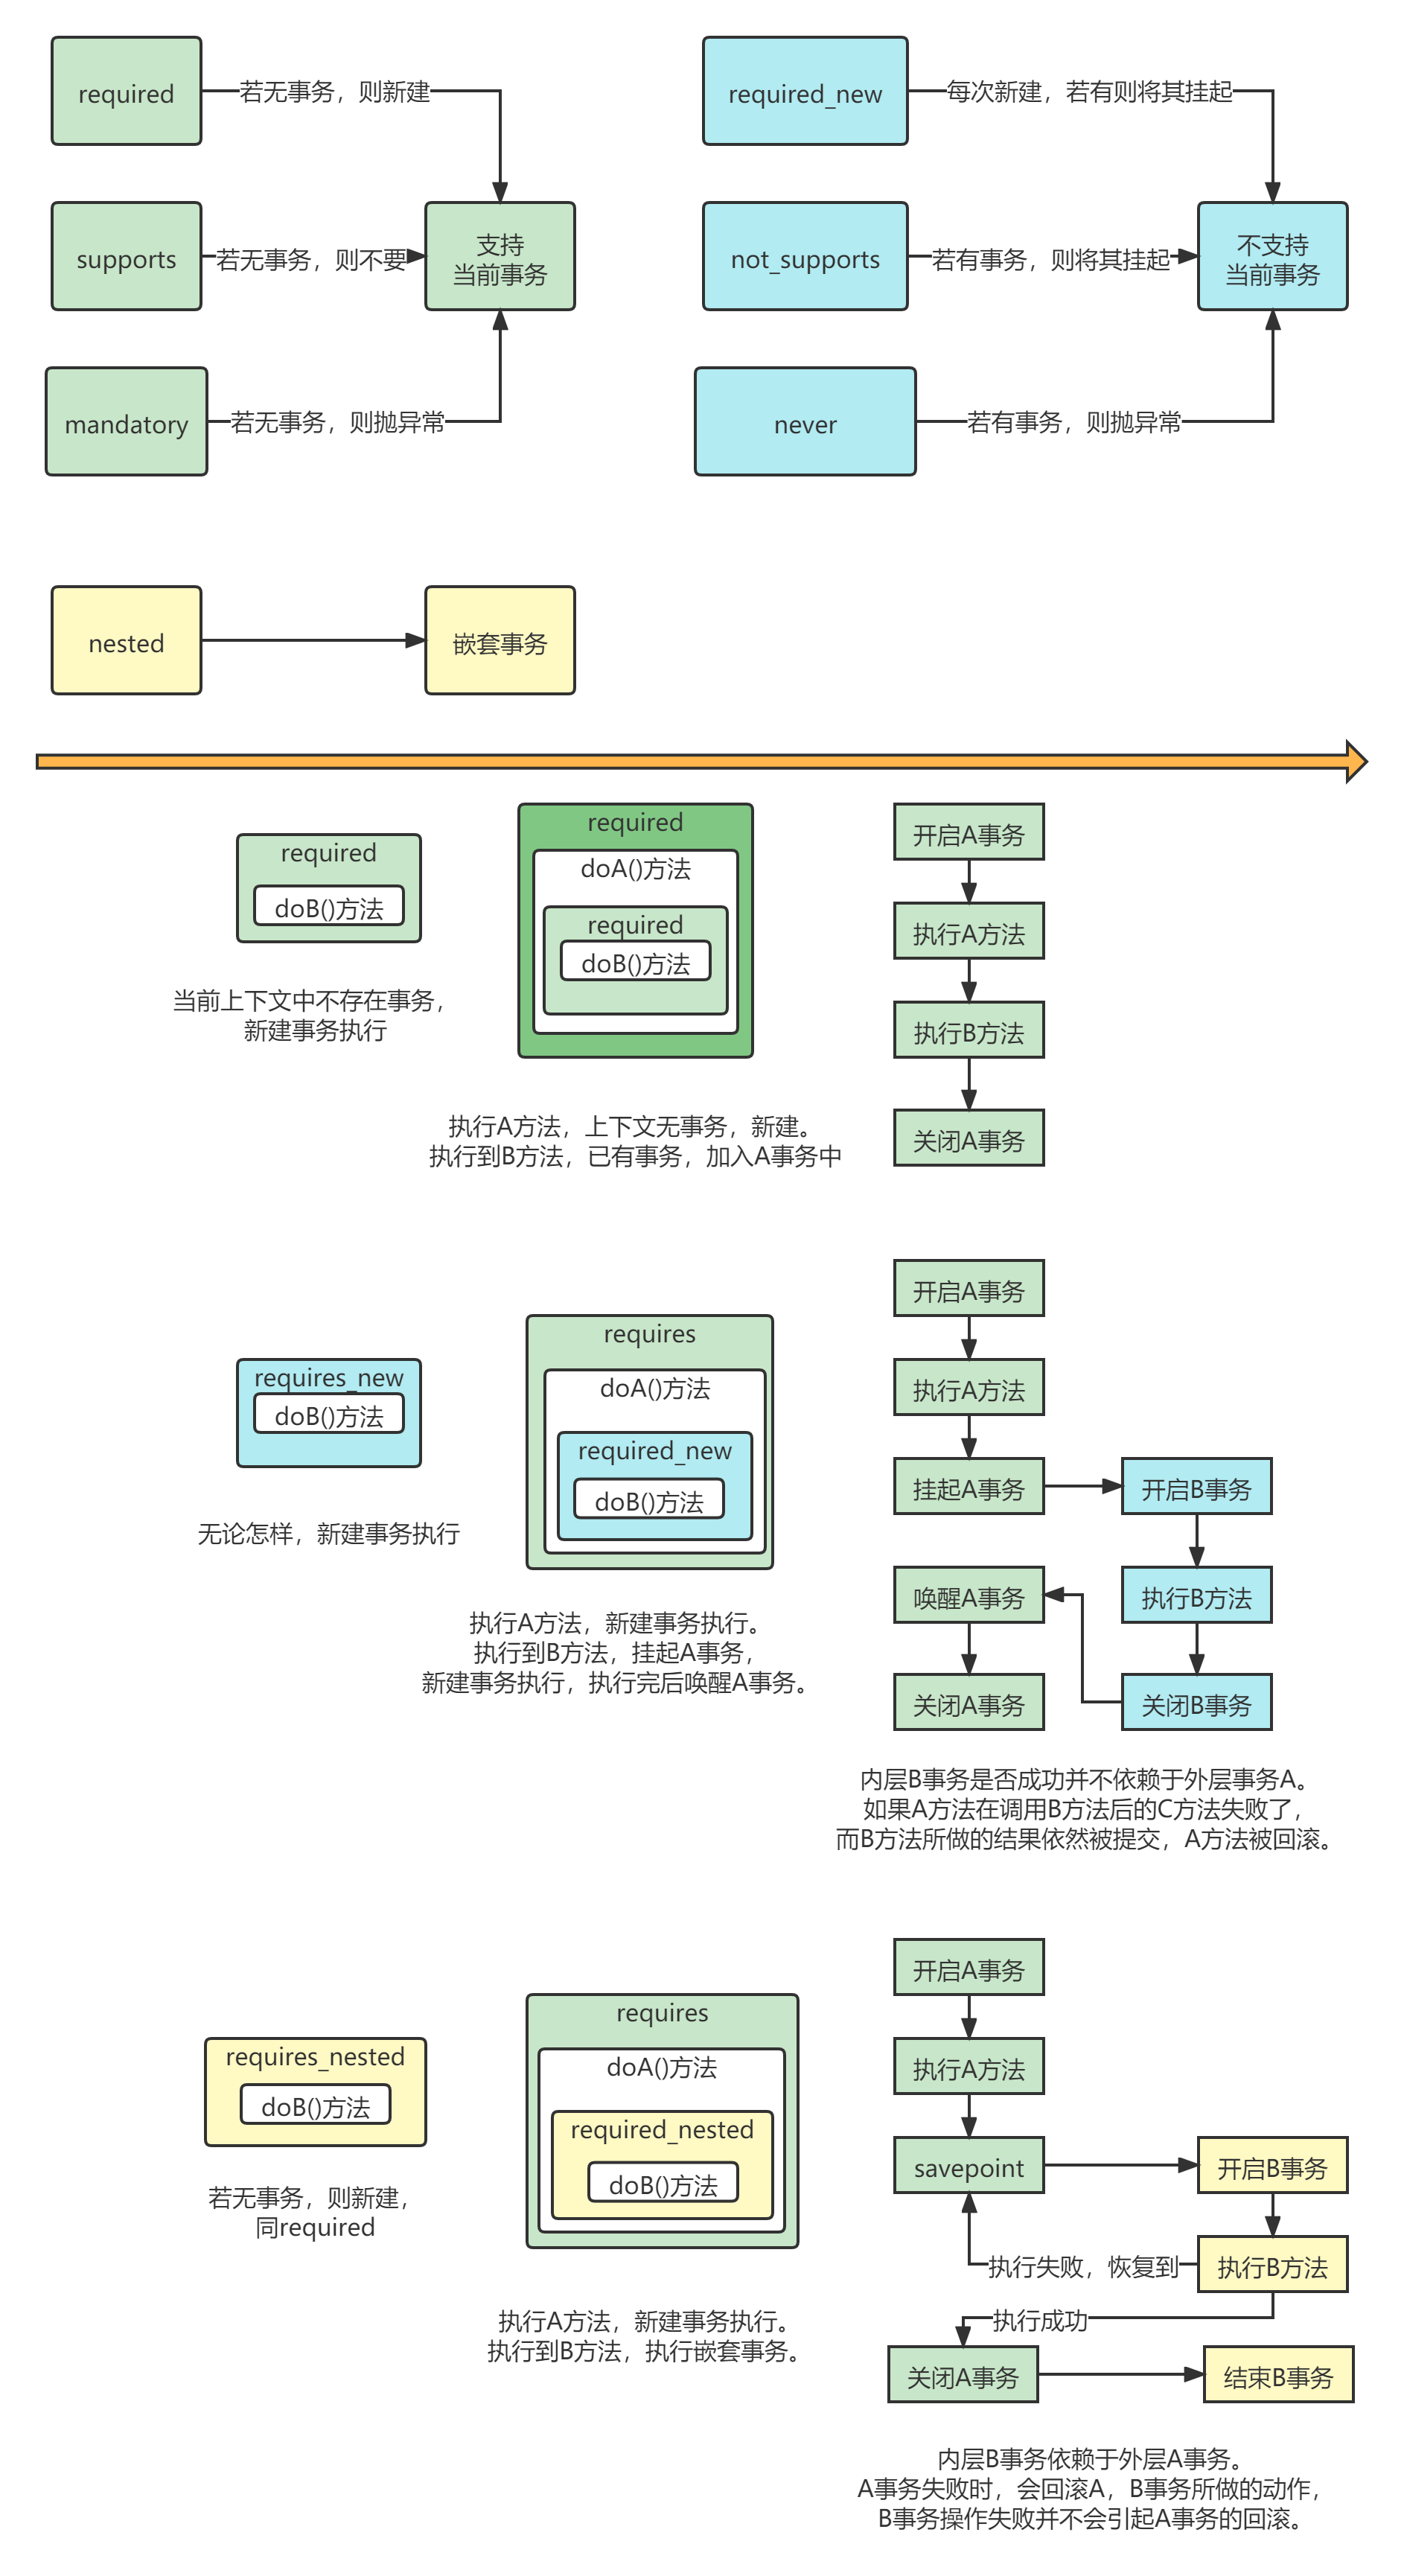 required
若无事务，则新建
required_new
每次新建，若有则将其挂起
supports
若无事务，则不要
支持
当前事务
not_supports
若有事务，则将其挂起
不支持
当前事务
mandatory
若无事务，则抛异常
never
若有事务，则抛异常
nested
嵌套事务
required
doB()方法
当前上下文中不存在事务，
新建事务执行
required
doA()方法
required
doB()方法
执行A方法，上下文无事务，新建。
执行到B方法，已有事务，加入A事务中
开启A事务
执行A方法
执行B方法
关闭A事务
requires_new
doB()方法
无论怎样，新建事务执行
requires
doA()方法
required_new
doB()方法
执行A方法，新建事务执行。
执行到B方法，挂起A事务，
新建事务执行，执行完后唤醒A事务。
开启A事务
执行A方法
挂起A事务
开启B事务
唤醒A事务
执行B方法
关闭A事务
关闭B事务
内层B事务是否成功并不依赖于外层事务A。
如果A方法在调用B方法后的C方法失败了，
而B方法所做的结果依然被提交，A方法被回滚。
requires_nested
doB()方法
若无事务，则新建，
同required
requires
doA()方法
required_nested
doB()方法
执行A方法，新建事务执行。
执行到B方法，执行嵌套事务。
开启A事务
执行A方法
savepoint
开启B事务
执行失败，恢复到
执行B方法
执行成功
关闭A事务
结束B事务
内层B事务依赖于外层A事务。
A事务失败时，会回滚A，B事务所做的动作，
B事务操作失败并不会引起A事务的回滚。